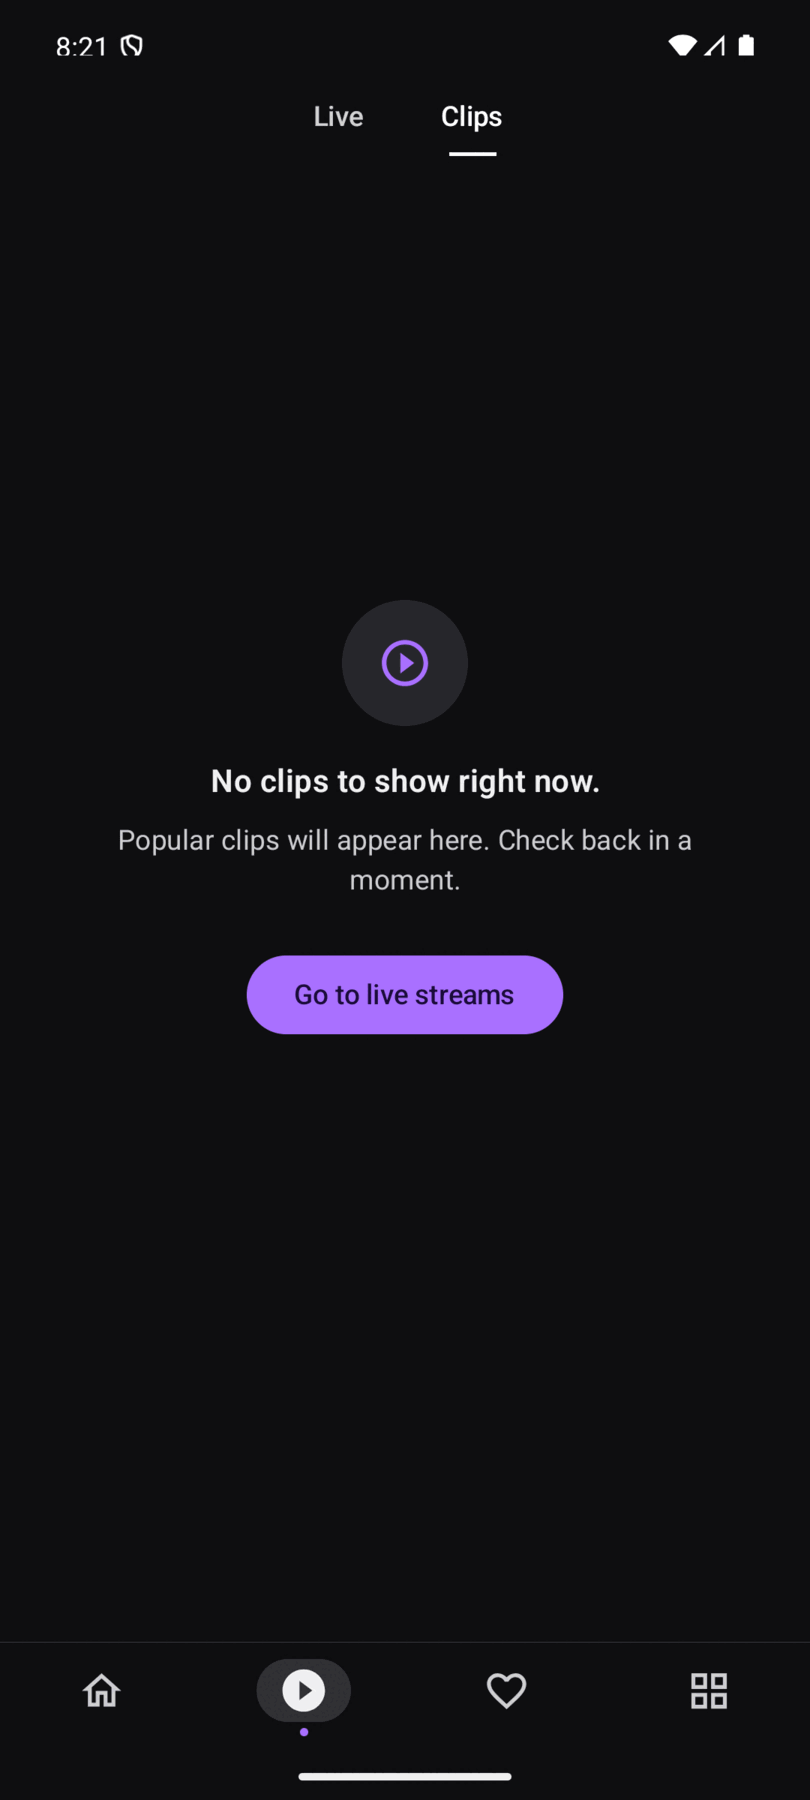 8:21
Live
Clips
No clips to show right now.
Popular clips will appear here. Check back in a
moment.
Go to live streams